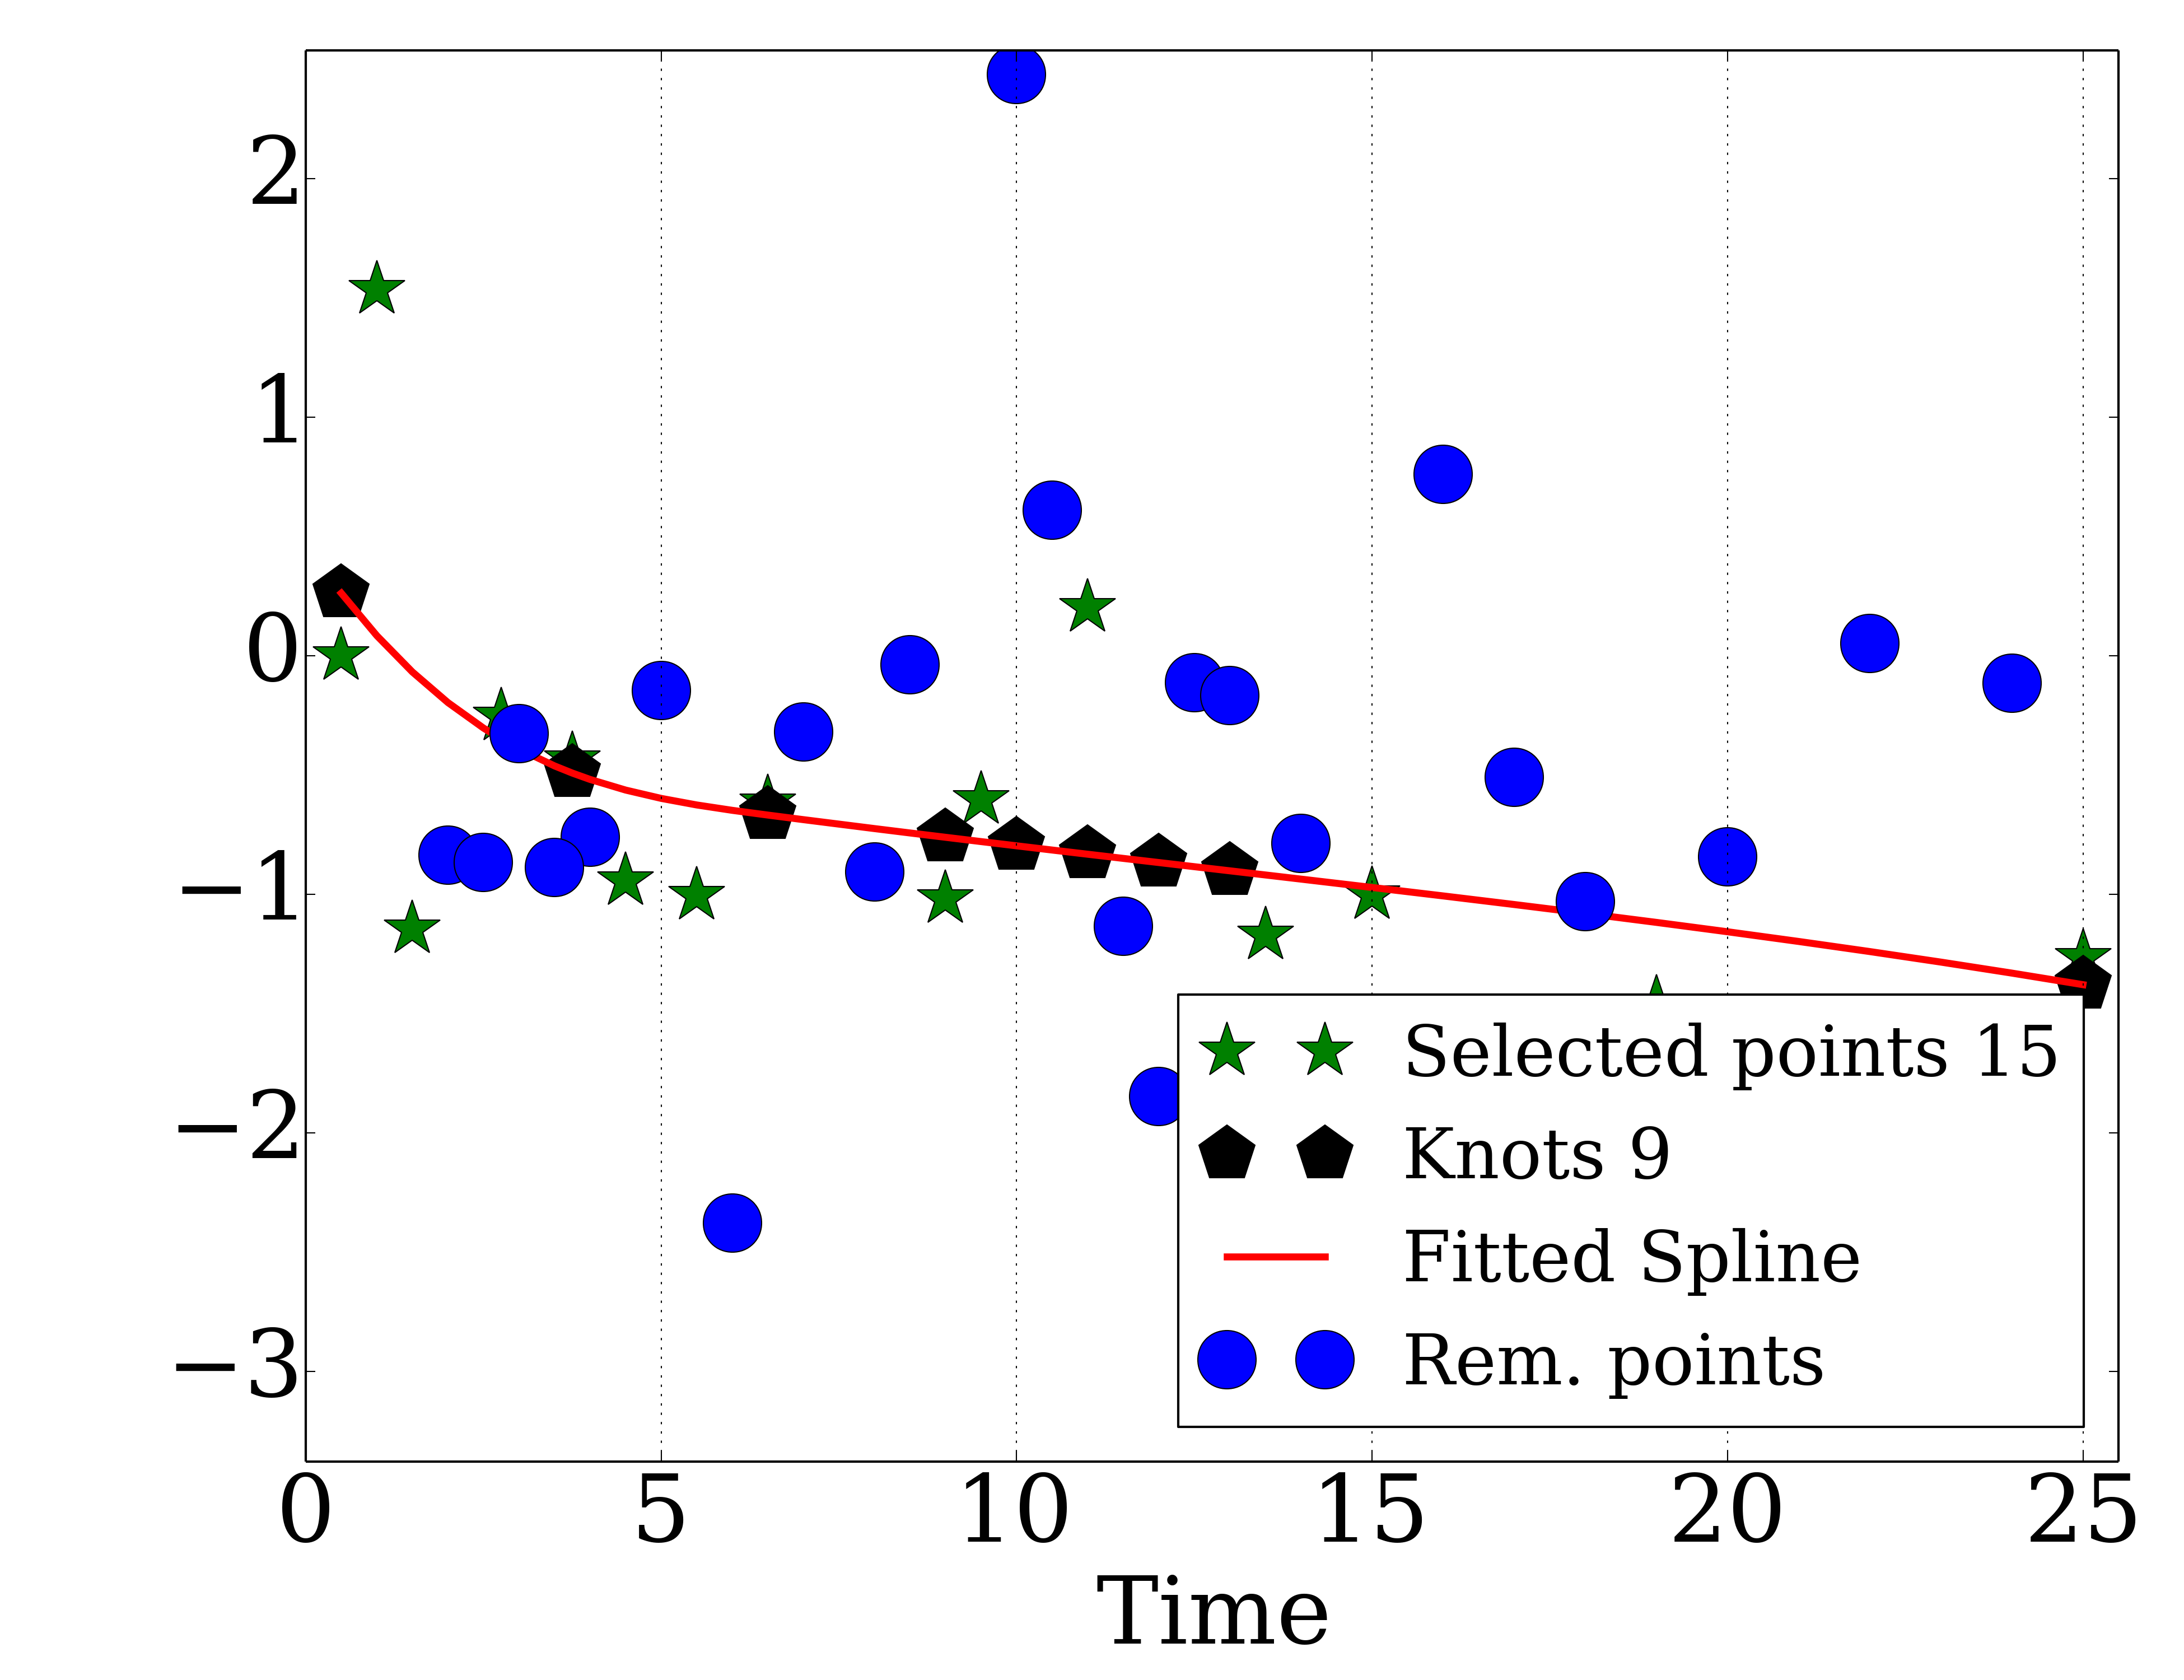 2
1
0
−1
−2
−3
0 5 10 15 20 25
Time
Selected points 15
Knots 9
Fitted Spline
Rem. points